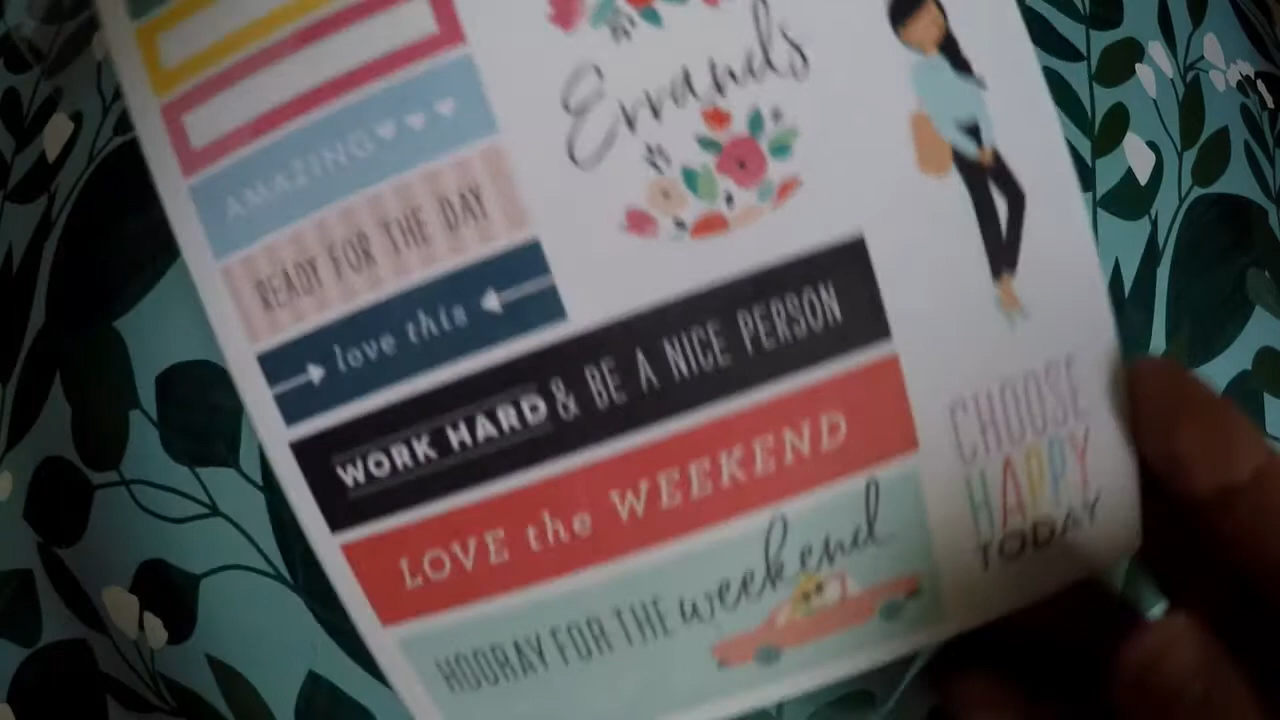 AMAZING
READY FOR THE DAY
love this
Errands
WORK HARD & BE A NICE PERSON
LOVE the WEEKEND
HOORAY FOR THE weekend
CHOOSE
HAPPY
TODAY